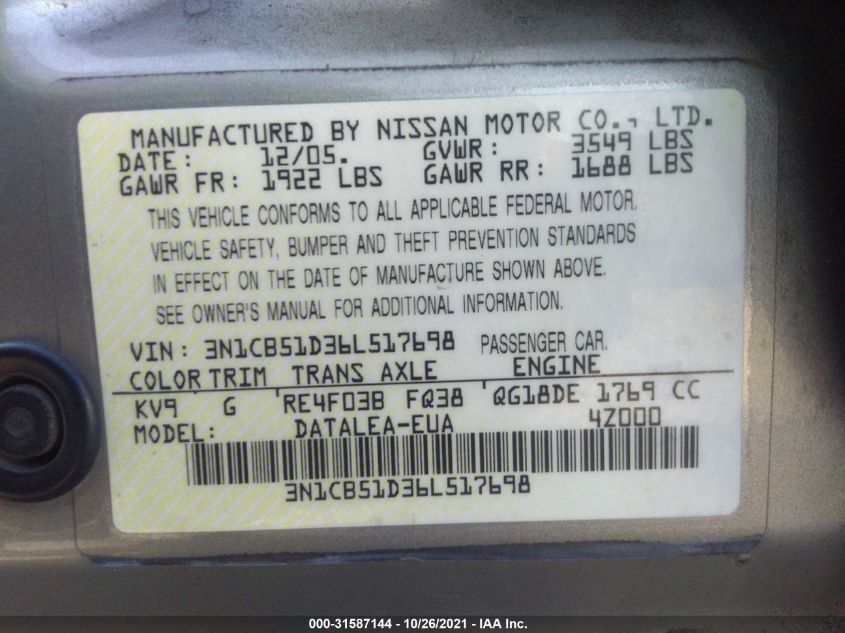 MANUFACTURED BY NISSAN MOTOR CO., LTD.
DATE: 12/05. GVWR: 3549 LBS
GAWR FR: 1922 LBS GAWR RR: 1688 LBS
THIS VEHICLE CONFORMS TO ALL APPLICABLE FEDERAL MOTOR.
VEHICLE SAFETY, BUMPER AND THEFT PREVENTION STANDARDS
IN EFFECT ON THE DATE OF MANUFACTURE SHOWN ABOVE.
SEE OWNER'S MANUAL FOR ADDITIONAL INFORMATION.
VIN: 3N1CB51D36L517698 PASSENGER CAR.
COLOR TRIM TRANS AXLE ENGINE
KV9 G RE4F03B FQ38 QG18DE 1769 CC
MODEL: DATALEA-EUA 4Z000
3N1CB51D36L517698
000-31587144 - 10/26/2021 - IAA Inc.